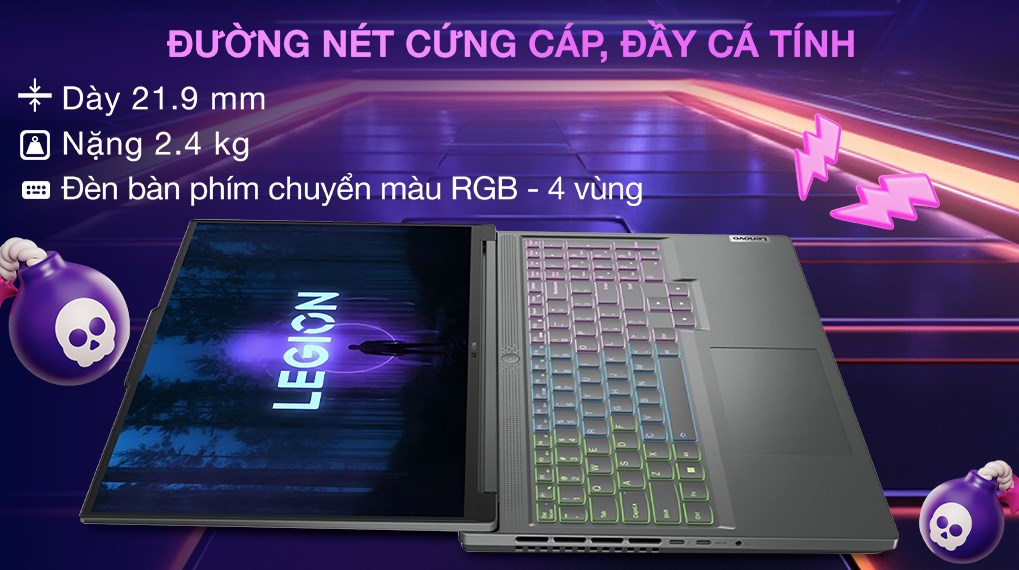 ĐƯỜNG NÉT CỨNG CÁP, ĐẦY CÁ TÍNH
Dày 21.9 mm
Nặng 2.4 kg
Đèn bàn phím chuyển màu RGB - 4 vùng
Lenovo
LEGION